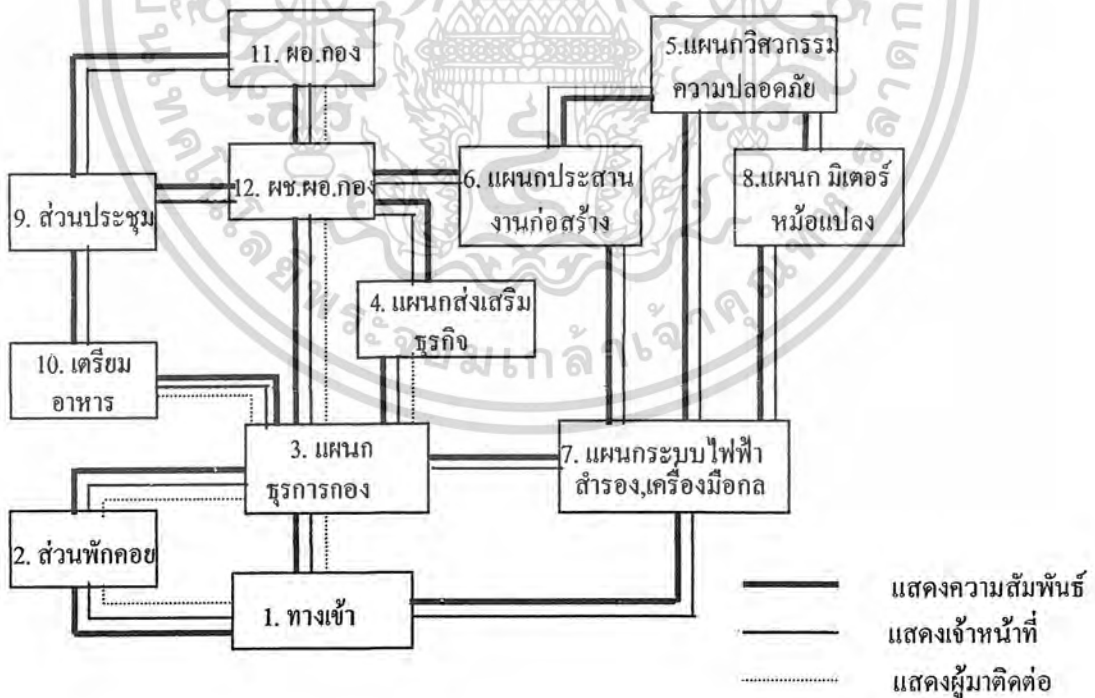 11. ผอ.กอง
5.แผนกวิศวกรรม
ความปลอดภัย
12. ผช.ผอ.กอง
6. แผนกประสาน
งานก่อสร้าง
8.แผนก มิเตอร์
หม้อแปลง
9. ส่วนประชุม
4. แผนกส่งเสริม
ธุรกิจ
10. เตรียม
อาหาร
3. แผนก
ธุรการกอง
7. แผนกระบบไฟฟ้า
สำรอง,เครื่องมือกล
2. ส่วนพักคอย
1. ทางเข้า
แสดงความสัมพันธ์
แสดงเจ้าหน้าที่
แสดงผู้มาติดต่อ